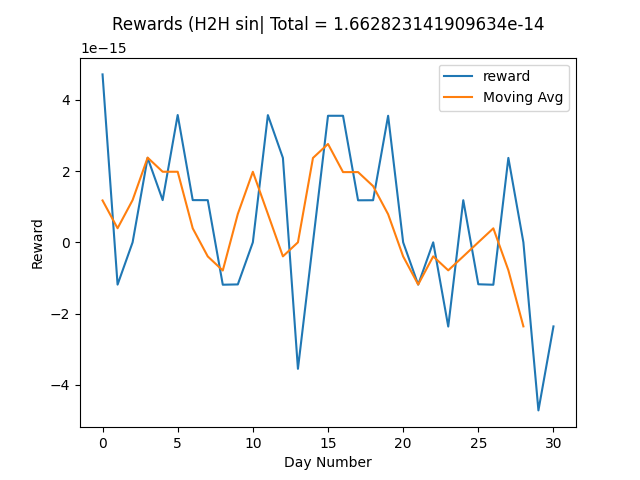 Rewards (H2H sin| Total = 1.662823141909634e-14
1e−15
reward
Moving Avg
4
2
0
−2
−4
Reward
0 5 10 15 20 25 30
Day Number